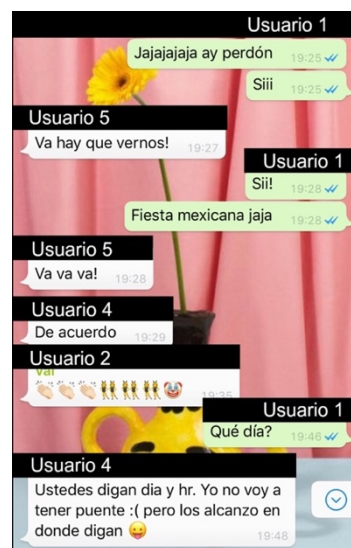 Usuario 1
Jajajajaja ay perdón 19:25
Siii 19:25
Usuario 5
Va hay que vernos! 19:27
Usuario 1
Sii! 19:28
Fiesta mexicana jaja 19:28
Usuario 5
Va va va! 19:28
Usuario 4
De acuerdo 19:29
Usuario 2
Va!
👏🏻👏🏻👏🏻👯👯👯🤡 19:35
Usuario 1
Qué día? 19:46
Usuario 4
Ustedes digan dia y hr. Yo no voy a
tener puente :( pero los alcanzo en
donde digan 😛 19:48